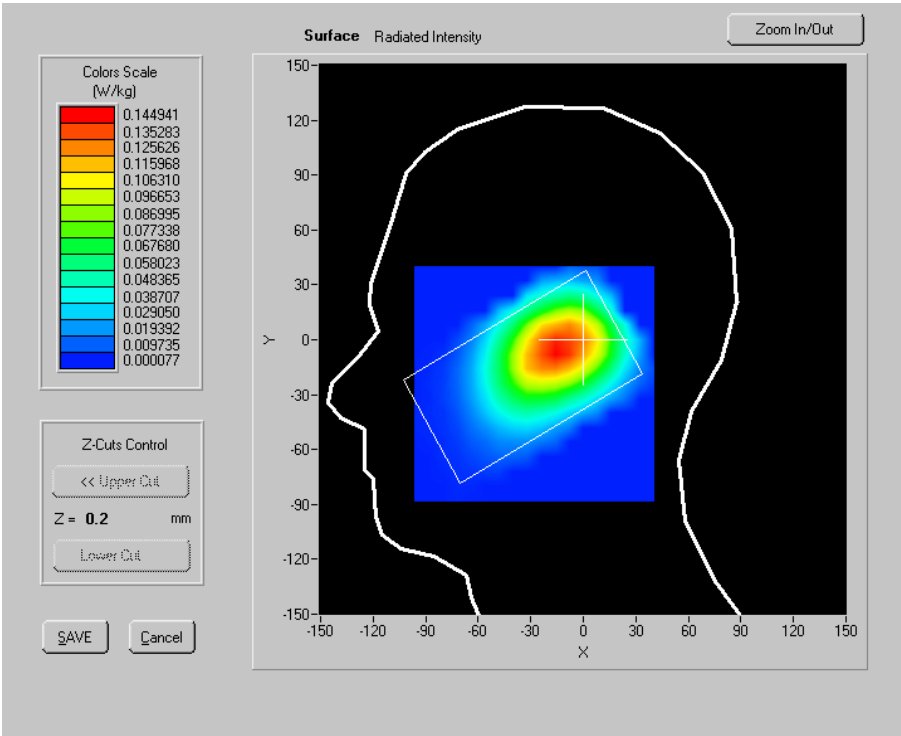 Surface Radiated Intensity
Zoom In/Out
Colors Scale
(W/kg)
0.144941
0.135283
0.125626
0.115968
0.106310
0.096653
0.086995
0.077338
0.067680
0.058023
0.048365
0.038707
0.029050
0.019392
0.009735
0.000077
Z-Cuts Control
<< Upper Cut
Z = 0.2 mm
Lower Cut
SAVE
Cancel
150
120
90
60
30
0
-30
-60
-90
-120
-150
Y
-150 -120 -90 -60 -30 0 30 60 90 120 150
X